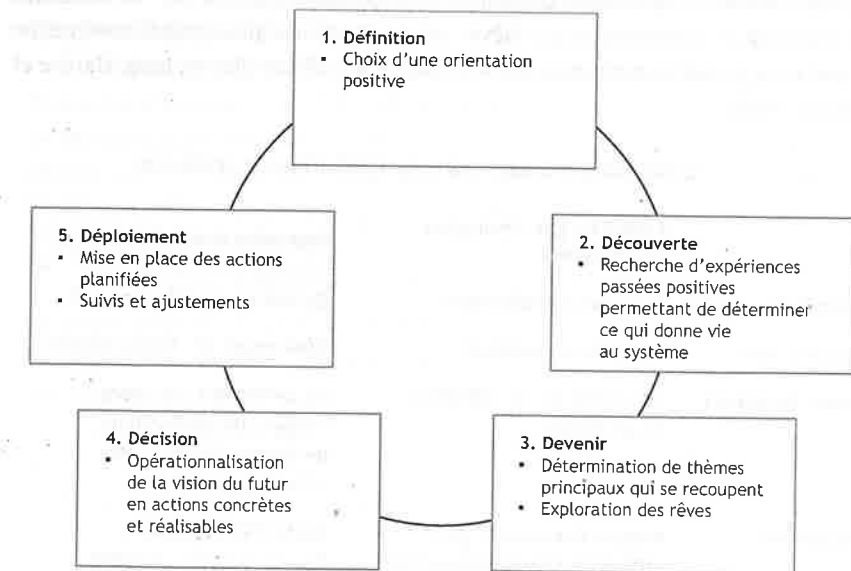 1. Définition
▪ Choix d'une orientation
positive
2. Découverte
• Recherche d'expériences
passées positives
permettant de déterminer
ce qui donne vie
au système
3. Devenir
• Détermination de thèmes
principaux qui se recoupent
• Exploration des rêves
4. Décision
• Opérationnalisation
de la vision du futur
en actions concrètes
et réalisables
5. Déploiement
▪ Mise en place des actions
planifiées
▪ Suivis et ajustements